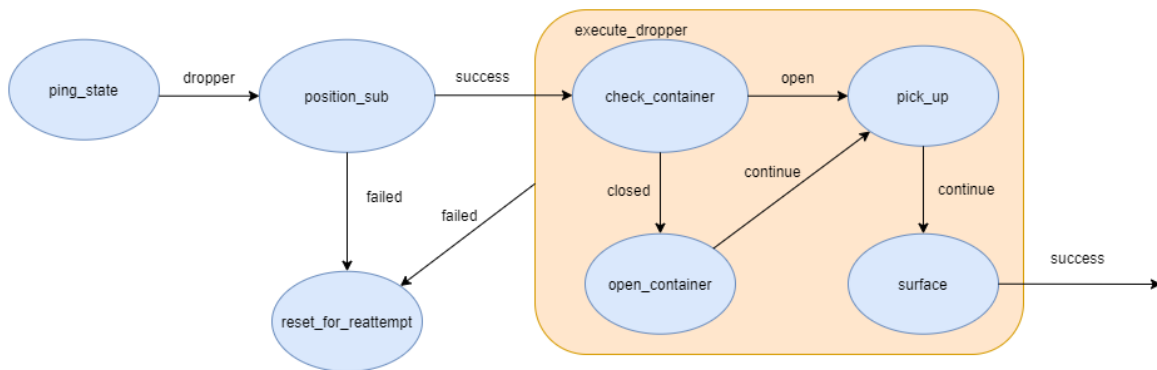 execute_dropper
ping_state
dropper
position_sub
success
check_container
open
pick_up
failed
failed
closed
continue
continue
reset_for_reattempt
open_container
surface
success